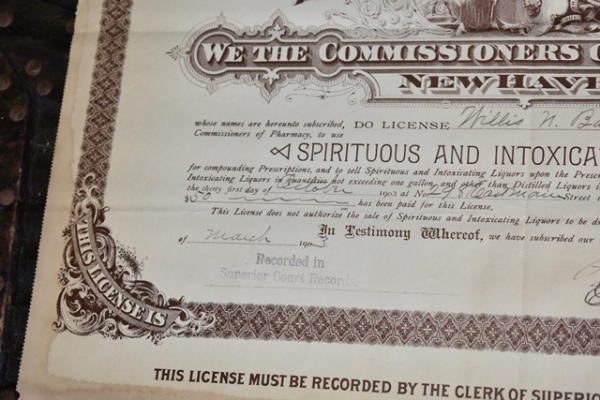 WE THE COMMISSIONERS
NEW HAVE
whose names are hereunto subscribed, DO LICENSE Willis N. Ba
Commissioners of Pharmacy, to use
SPIRITUOUS AND INTOXICA
for compounding Prescriptions, and to sell Spirituous and Intoxicating Liquors upon the Presc
Intoxicating Liquors in quantities not exceeding one gallon, and other than Distilled Liquors
the thirty first day of October 1903 at No Street
$50 has been paid for this License.
This License does not authorize the sale of Spirituous and Intoxicating Liquors to be
In Testimony Whereof, we have subscribed our
of March 1903
Recorded in
Superior Court Records.
THIS LICENSE IS
THIS LICENSE MUST BE RECORDED BY THE CLERK OF SUPERIO